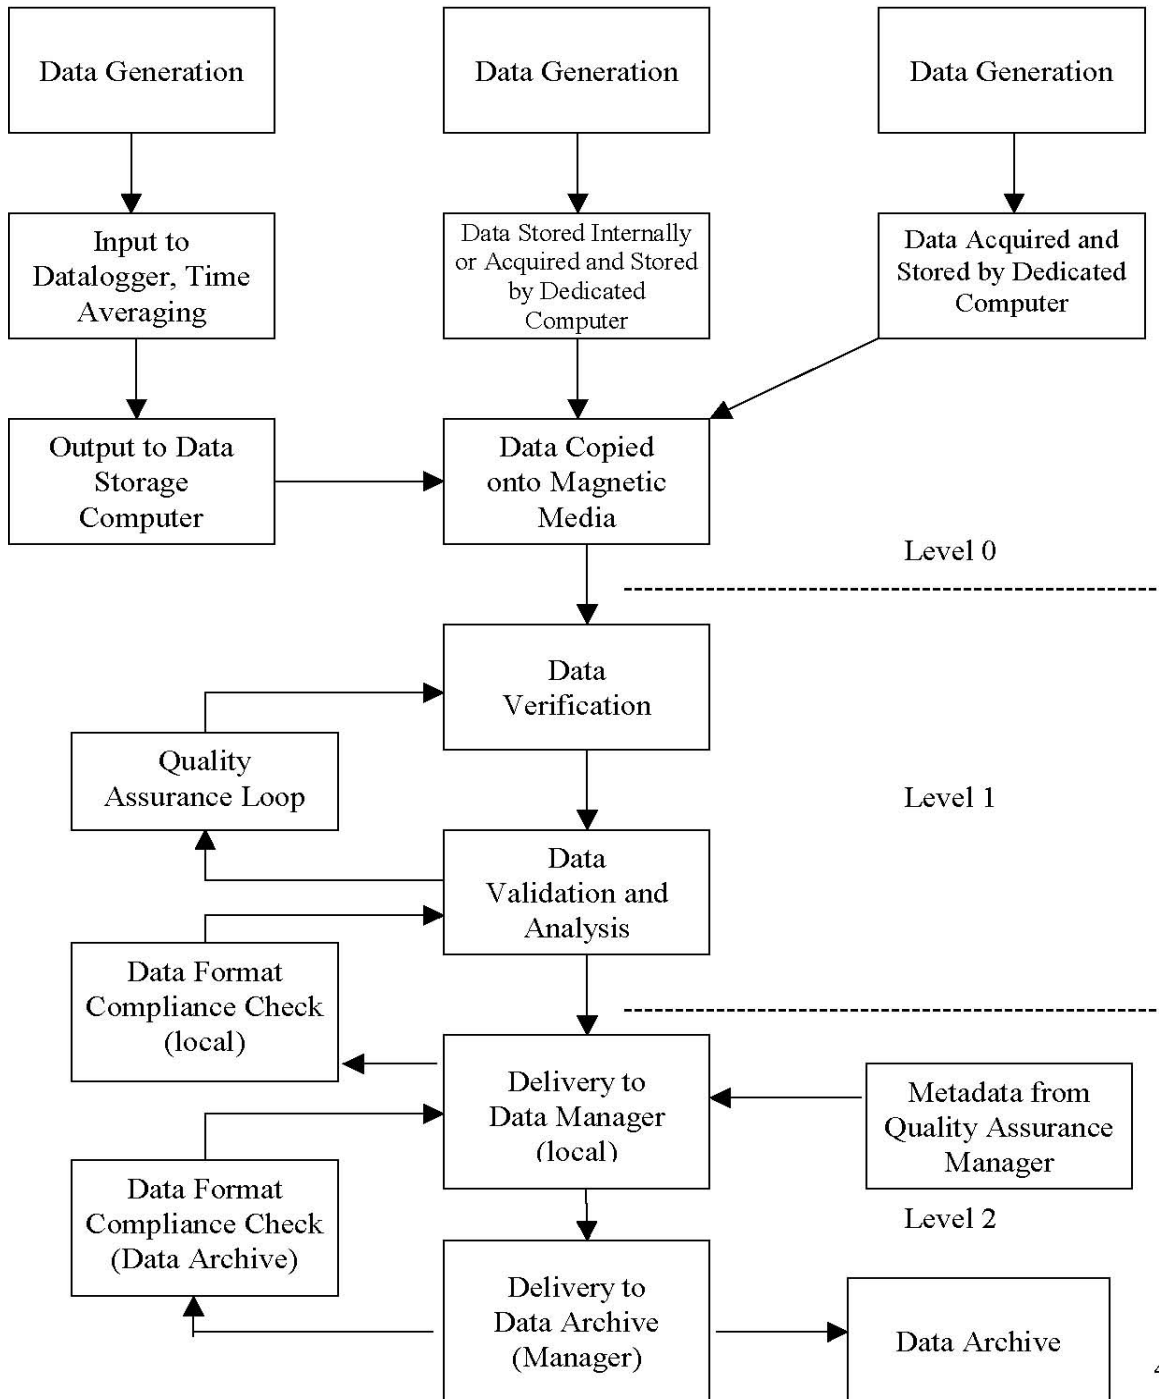 Data Generation
Data Generation
Data Generation
Input to
Datalogger, Time
Averaging
Data Stored Internally
or Acquired and Stored
by Dedicated
Computer
Data Acquired and
Stored by Dedicated
Computer
Output to Data
Storage
Computer
Data Copied
onto Magnetic
Media
Level 0
Data
Verification
Quality
Assurance Loop
Level 1
Data
Validation and
Analysis
Data Format
Compliance Check
(local)
Delivery to
Data Manager
(local)
Metadata from
Quality Assurance
Manager
Data Format
Compliance Check
(Data Archive)
Level 2
Delivery to
Data Archive
(Manager)
Data Archive